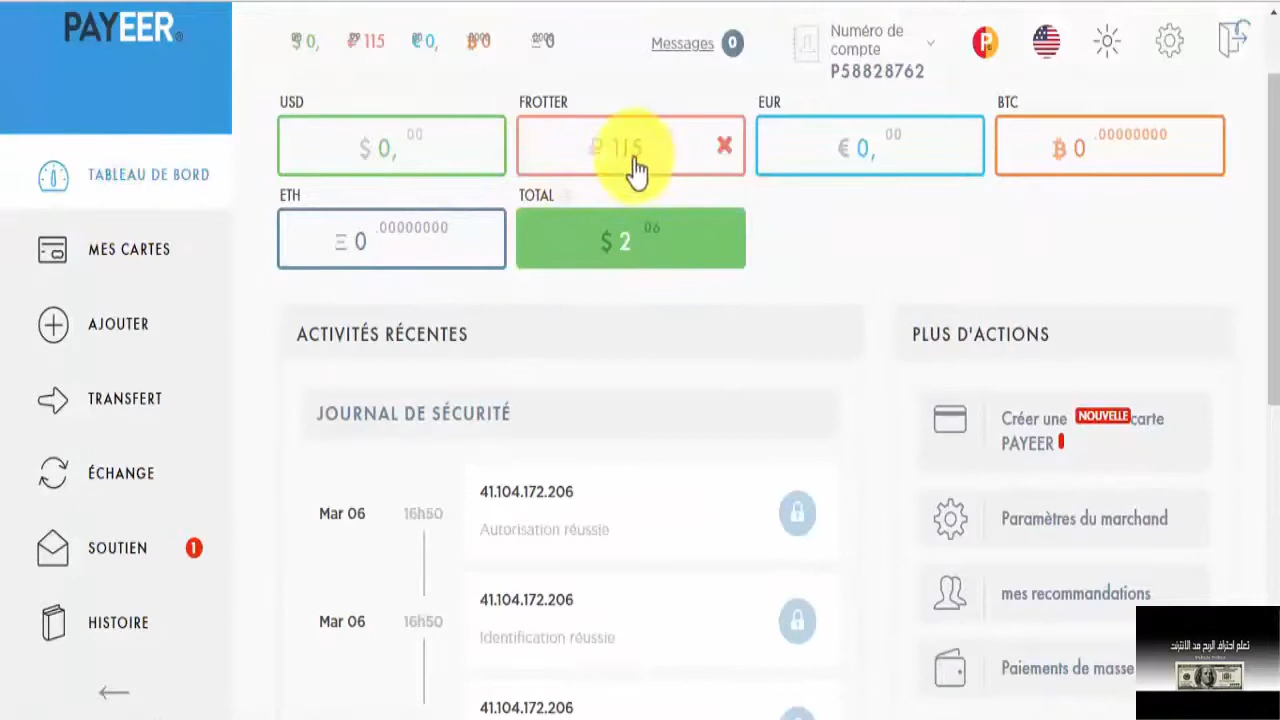 PAYEER®
$ 0, ₽ 115 € 0,
Messages 0
Numéro de
compte
P58828762
USD
$ 0, 00
FROTTER
₽ 115
EUR
€ 0, 00
BTC
0 .00000000
ETH
Ξ 0 .00000000
TOTAL
$ 2 06
TABLEAU DE BORD
MES CARTES
AJOUTER
TRANSFERT
ÉCHANGE
SOUTIEN 1
HISTOIRE
ACTIVITÉS RÉCENTES
JOURNAL DE SÉCURITÉ
Mar 06 16h50
41.104.172.206
Autorisation réussie
Mar 06 16h50
41.104.172.206
Identification réussie
41.104.172.206
PLUS D'ACTIONS
Créer une NOUVELLE carte
PAYEER
Paramètres du marchand
mes recommandations
Paiements de masse